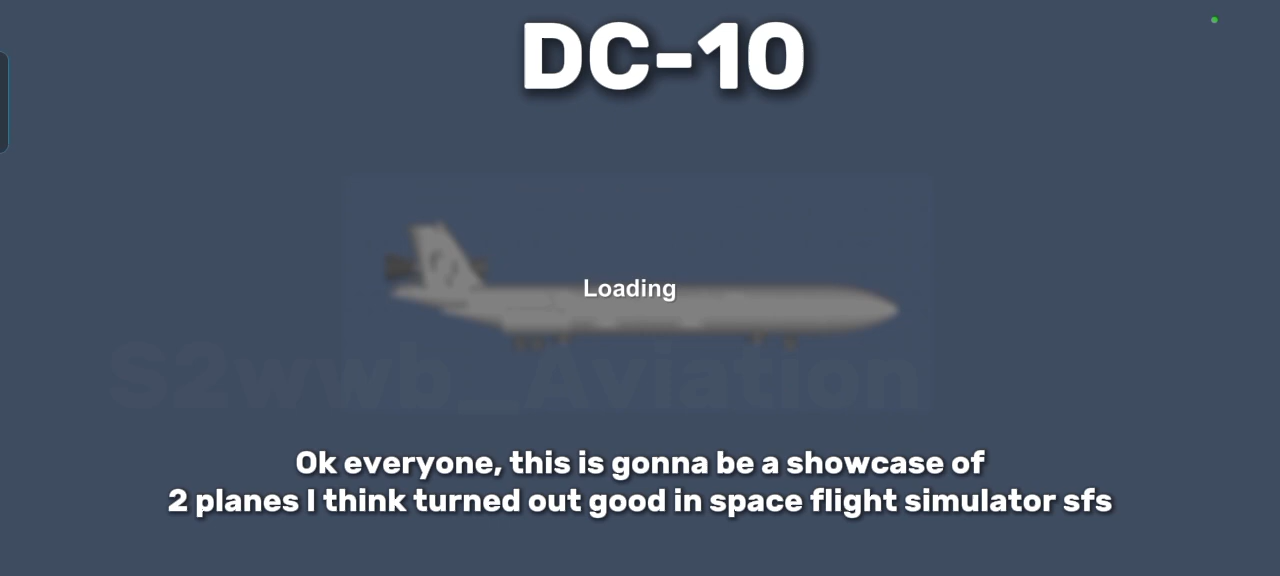 DC-10
Loading
S2wwb_Aviation
Ok everyone, this is gonna be a showcase of
2 planes I think turned out good in space flight simulator sfs